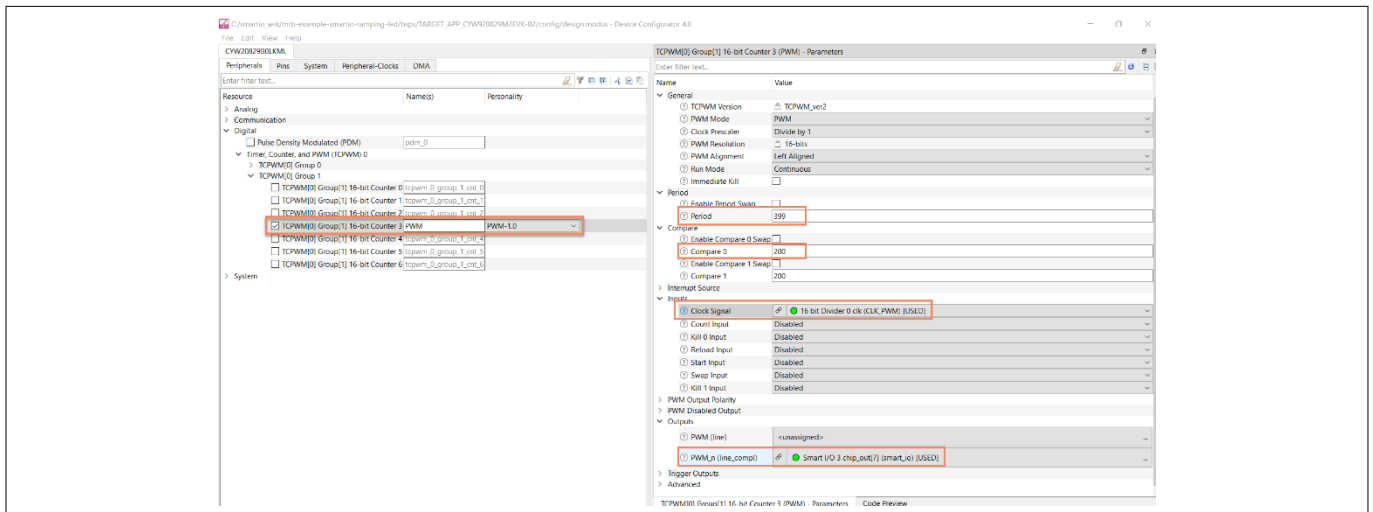 C:/smartio_wrk/mtb-example-smartio-ramping-led/bsps/TARGET_APP_CYW920829M2EVK-02/config/design.modus - Device Configurator 4.0
File Edit View Help
CYW20829B0LKML
Peripherals Pins System Peripheral-Clocks DMA
Enter filter text...
Resource Name(s) Personality
Analog
Communication
Digital
Pulse Density Modulated (PDM) pdm_0
Timer, Counter, and PWM (TCPWM) 0
TCPWM[0] Group 0
TCPWM[0] Group 1
TCPWM[0] Group[1] 16-bit Counter 0 tcpwm_0_group_1_cnt_0
TCPWM[0] Group[1] 16-bit Counter 1 tcpwm_0_group_1_cnt_1
TCPWM[0] Group[1] 16-bit Counter 2 tcpwm_0_group_1_cnt_2
TCPWM[0] Group[1] 16-bit Counter 3 PWM PWM-1.0
TCPWM[0] Group[1] 16-bit Counter 4 tcpwm_0_group_1_cnt_4
TCPWM[0] Group[1] 16-bit Counter 5 tcpwm_0_group_1_cnt_5
TCPWM[0] Group[1] 16-bit Counter 6 tcpwm_0_group_1_cnt_6
System
TCPWM[0] Group[1] 16-bit Counter 3 (PWM) - Parameters
Enter filter text...
Name Value
General
TCPWM Version TCPWM_ver2
PWM Mode PWM
Clock Prescaler Divide by 1
PWM Resolution 16-bits
PWM Alignment Left Aligned
Run Mode Continuous
Immediate Kill
Period
Enable Period Swap
Period 399
Compare
Enable Compare 0 Swap
Compare 0 200
Enable Compare 1 Swap
Compare 1 200
Interrupt Source
Inputs
Clock Signal 16 bit Divider 0 clk (CLK_PWM) [USED]
Count Input Disabled
Kill 0 Input Disabled
Reload Input Disabled
Start Input Disabled
Swap Input Disabled
Kill 1 Input Disabled
PWM Output Polarity
PWM Disabled Output
Outputs
PWM (line) <unassigned> ...
PWM_n (line_compl) Smart I/O 3 chip_out[7] (smart_io) [USED] ...
Trigger Outputs
Advanced
TCPWM[0] Group[1] 16-bit Counter 3 (PWM) - Parameters Code Preview